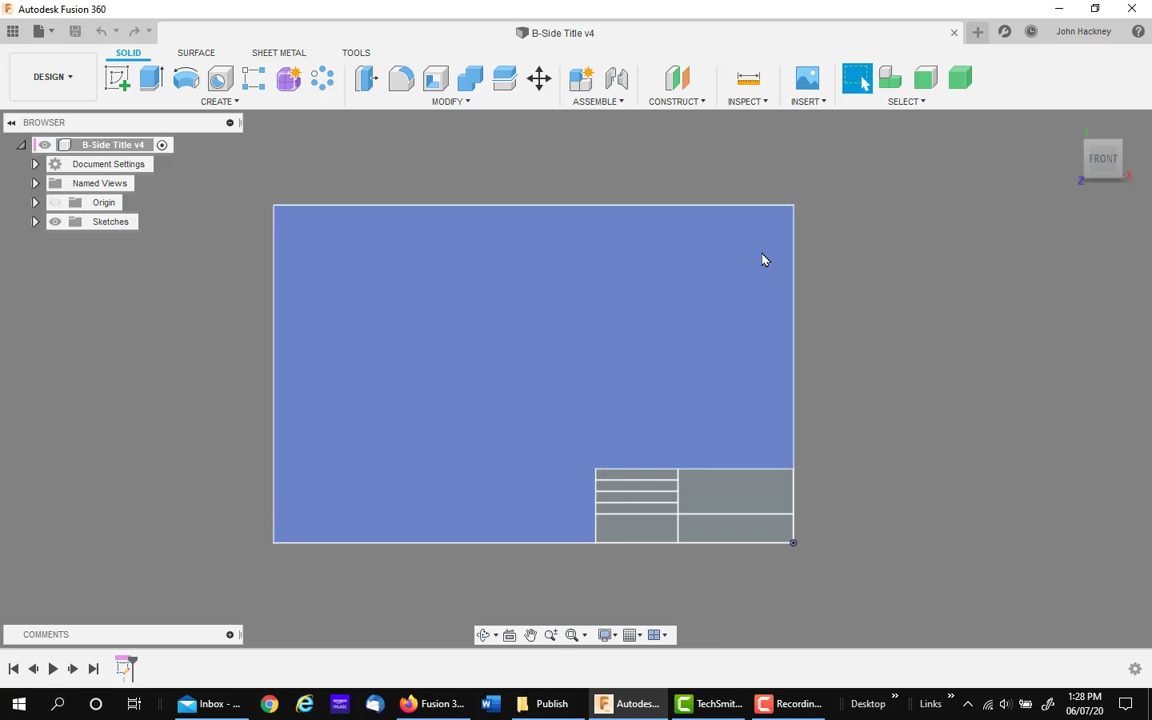 Autodesk Fusion 360
B-Side Title v4
John Hackney
DESIGN
SOLID
SURFACE
SHEET METAL
TOOLS
CREATE
MODIFY
ASSEMBLE
CONSTRUCT
INSPECT
INSERT
SELECT
BROWSER
B-Side Title v4
Document Settings
Named Views
Origin
Sketches
FRONT
X
Z
COMMENTS
Inbox - ...
Fusion 3...
Publish
Autodes...
TechSmit...
Recordin...
Desktop
Links
1:28 PM
06/07/20